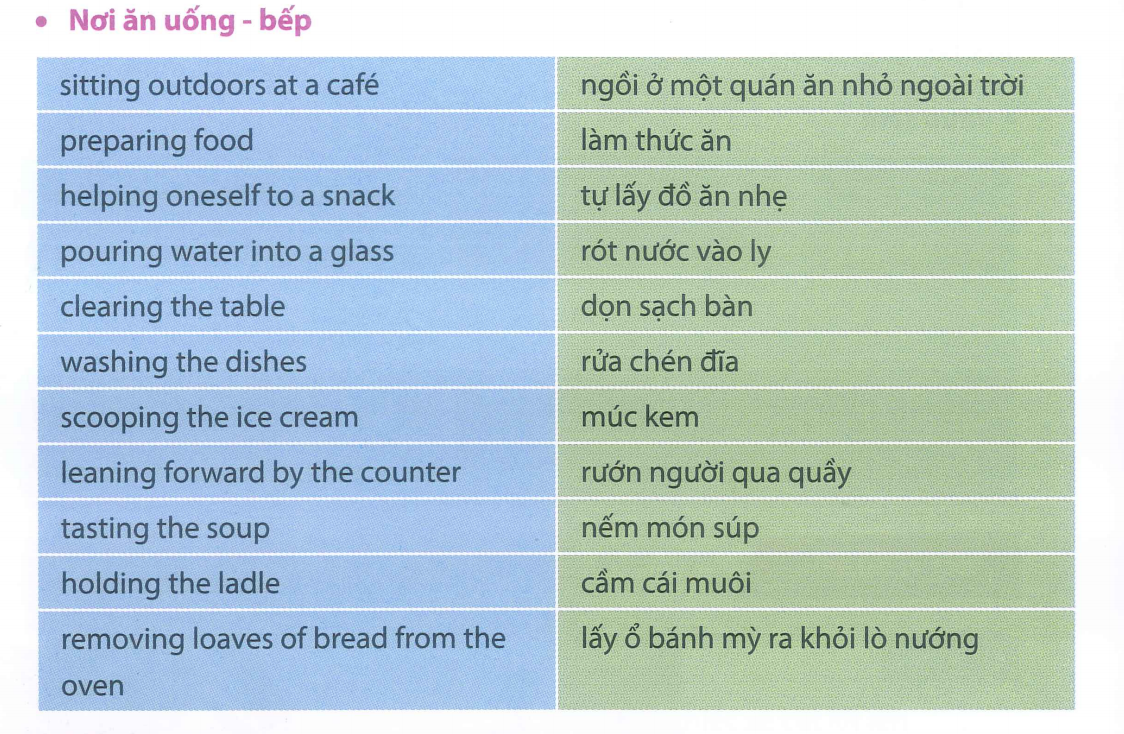 • Nơi ăn uống - bếp
sitting outdoors at a café ngồi ở một quán ăn nhỏ ngoài trời
preparing food làm thức ăn
helping oneself to a snack tự lấy đồ ăn nhẹ
pouring water into a glass rót nước vào ly
clearing the table dọn sạch bàn
washing the dishes rửa chén đĩa
scooping the ice cream múc kem
leaning forward by the counter rướn người qua quầy
tasting the soup nếm món súp
holding the ladle cầm cái muôi
removing loaves of bread from the lấy ổ bánh mỳ ra khỏi lò nướng
oven